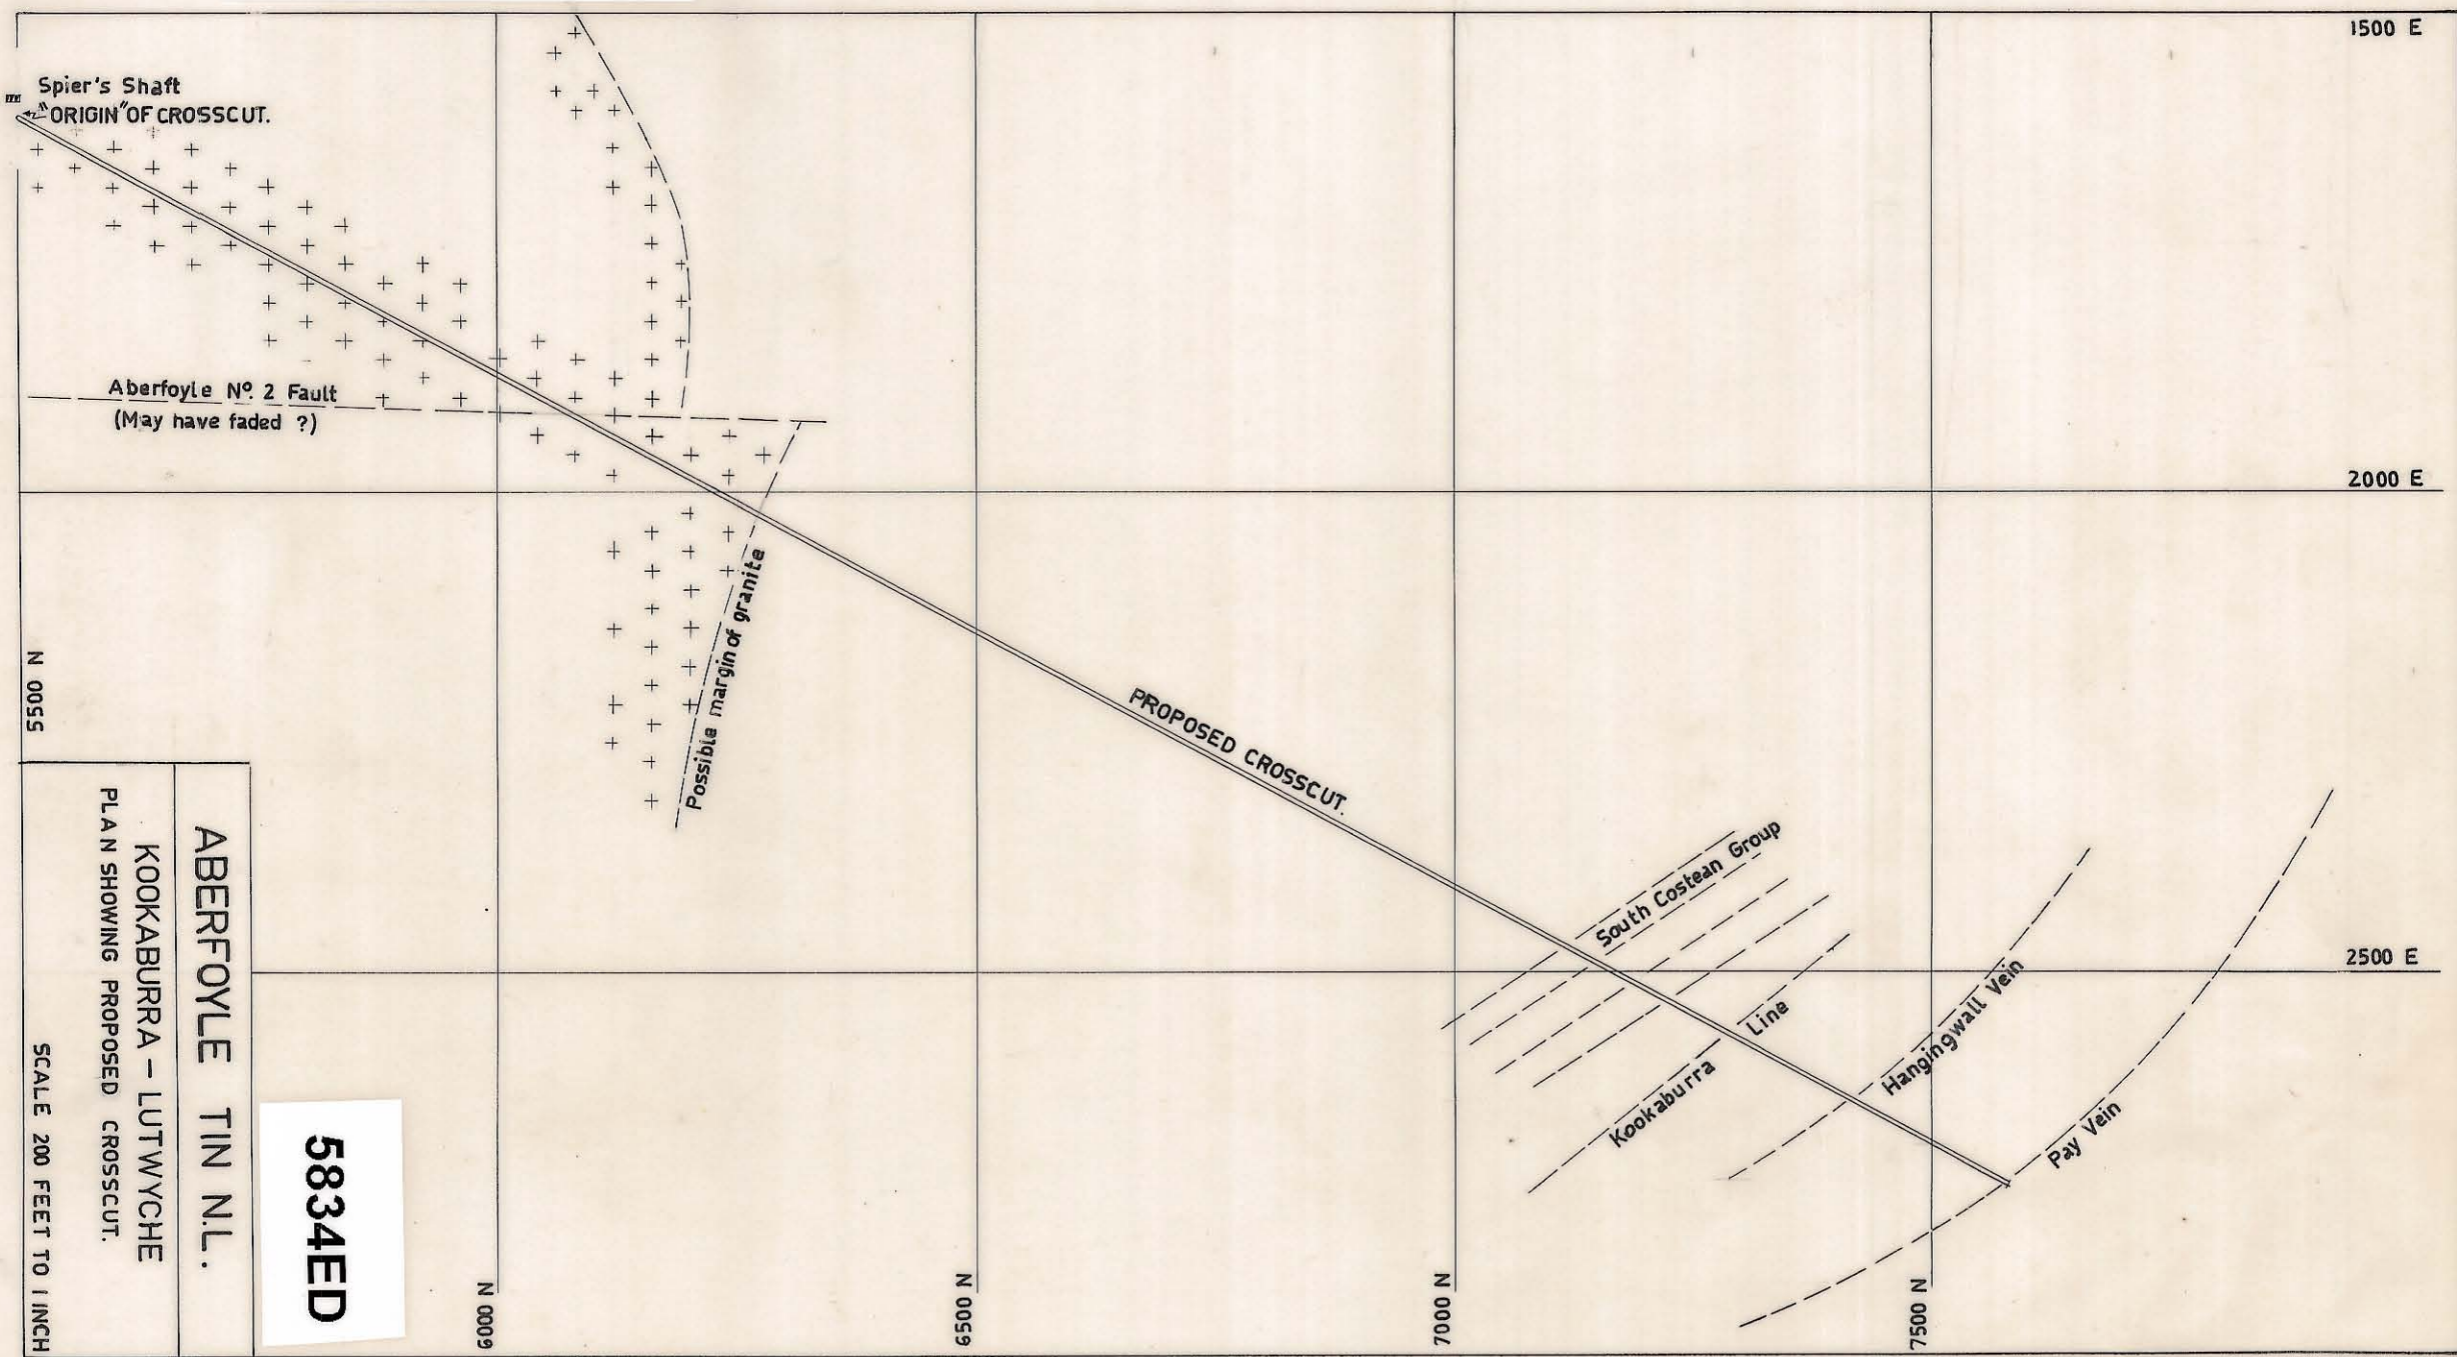 1500 E
Spier's Shaft
"ORIGIN" OF CROSSCUT.
Aberfoyle Nº 2 Fault
(May have faded ?)
2000 E
Possible margin of granite
PROPOSED CROSSCUT.
South Costean Group
2500 E
Kookaburra Line
Hangingwall Vein
Pay Vein
5500 N
6000 N
6500 N
7000 N
7500 N
ABERFOYLE TIN N.L.
KOOKABURRA – LUTWYCHE
PLAN SHOWING PROPOSED CROSSCUT.
SCALE 200 FEET TO 1 INCH
5834ED